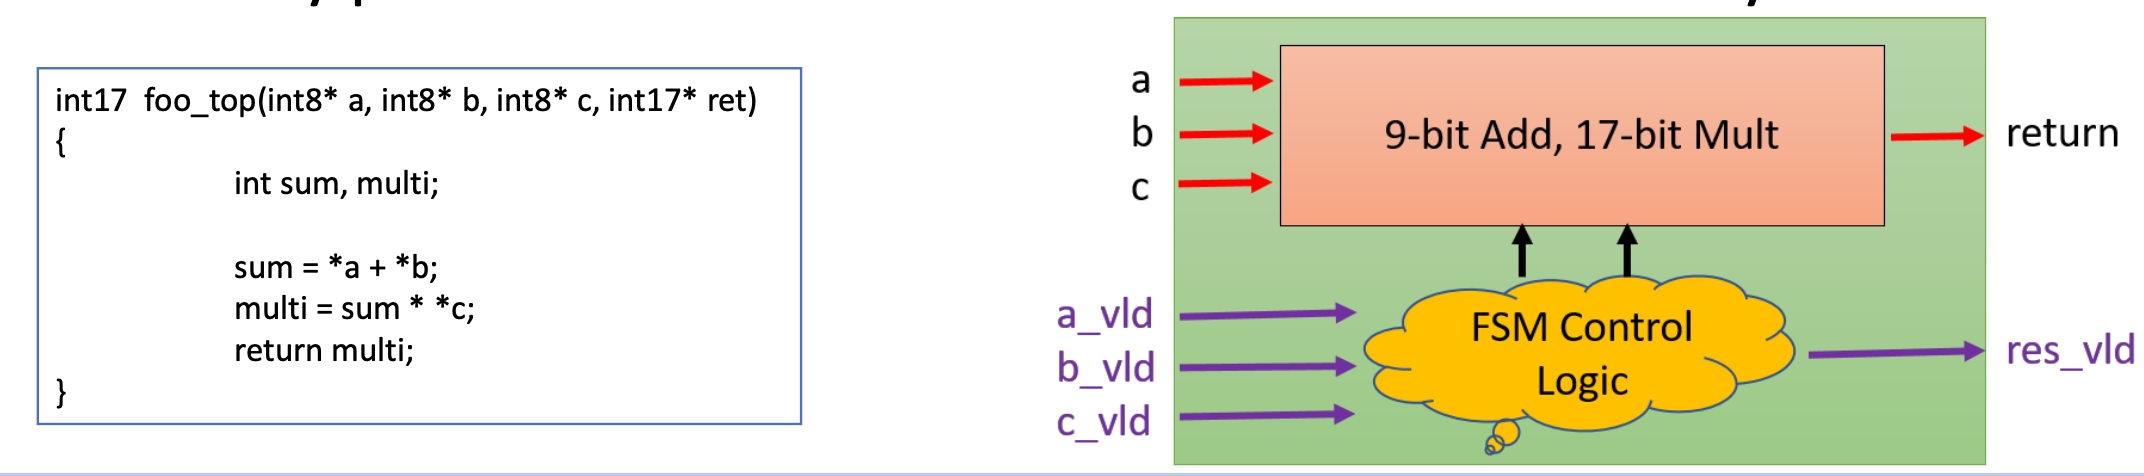 int17 foo_top(int8* a, int8* b, int8* c, int17* ret)
{
int sum, multi;
sum = *a + *b;
multi = sum * *c;
return multi;
}
a
b
c
9-bit Add, 17-bit Mult
return
a_vld
b_vld
c_vld
FSM Control
Logic
res_vld